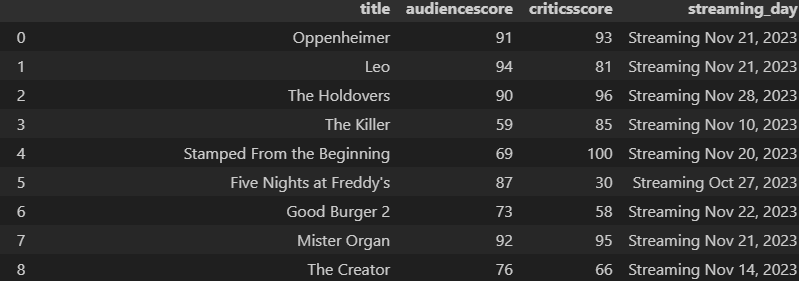 title audiencescore criticsscore streaming_day
0 Oppenheimer 91 93 Streaming Nov 21, 2023
1 Leo 94 81 Streaming Nov 21, 2023
2 The Holdovers 90 96 Streaming Nov 28, 2023
3 The Killer 59 85 Streaming Nov 10, 2023
4 Stamped From the Beginning 69 100 Streaming Nov 20, 2023
5 Five Nights at Freddy's 87 30 Streaming Oct 27, 2023
6 Good Burger 2 73 58 Streaming Nov 22, 2023
7 Mister Organ 92 95 Streaming Nov 21, 2023
8 The Creator 76 66 Streaming Nov 14, 2023